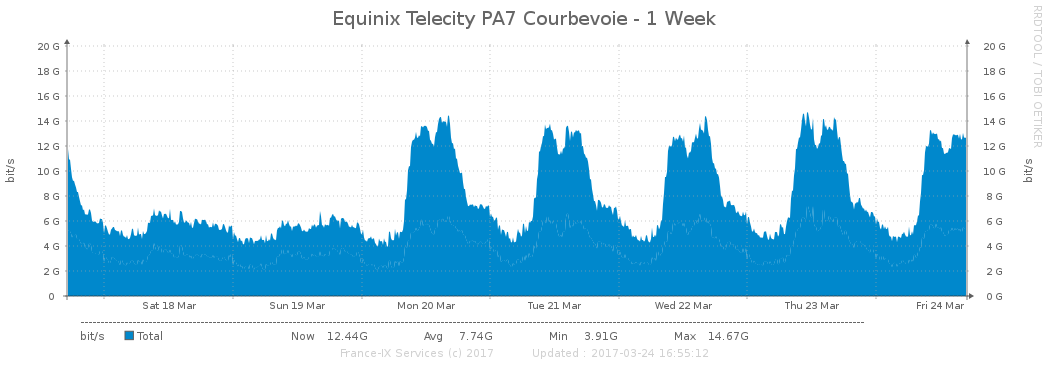 Equinix Telecity PA7 Courbevoie - 1 Week
RRDTOOL / TOBI OETIKER
20 G 20 G
18 G 18 G
16 G 16 G
14 G 14 G
12 G 12 G
10 G 10 G
8 G 8 G
6 G 6 G
4 G 4 G
2 G 2 G
0 0 G
bit/s bit/s
Sat 18 Mar Sun 19 Mar Mon 20 Mar Tue 21 Mar Wed 22 Mar Thu 23 Mar Fri 24 Mar
bit/s Total Now 12.44G Avg 7.74G Min 3.91G Max 14.67G
France-IX Services (c) 2017 Updated : 2017-03-24 16:55:12